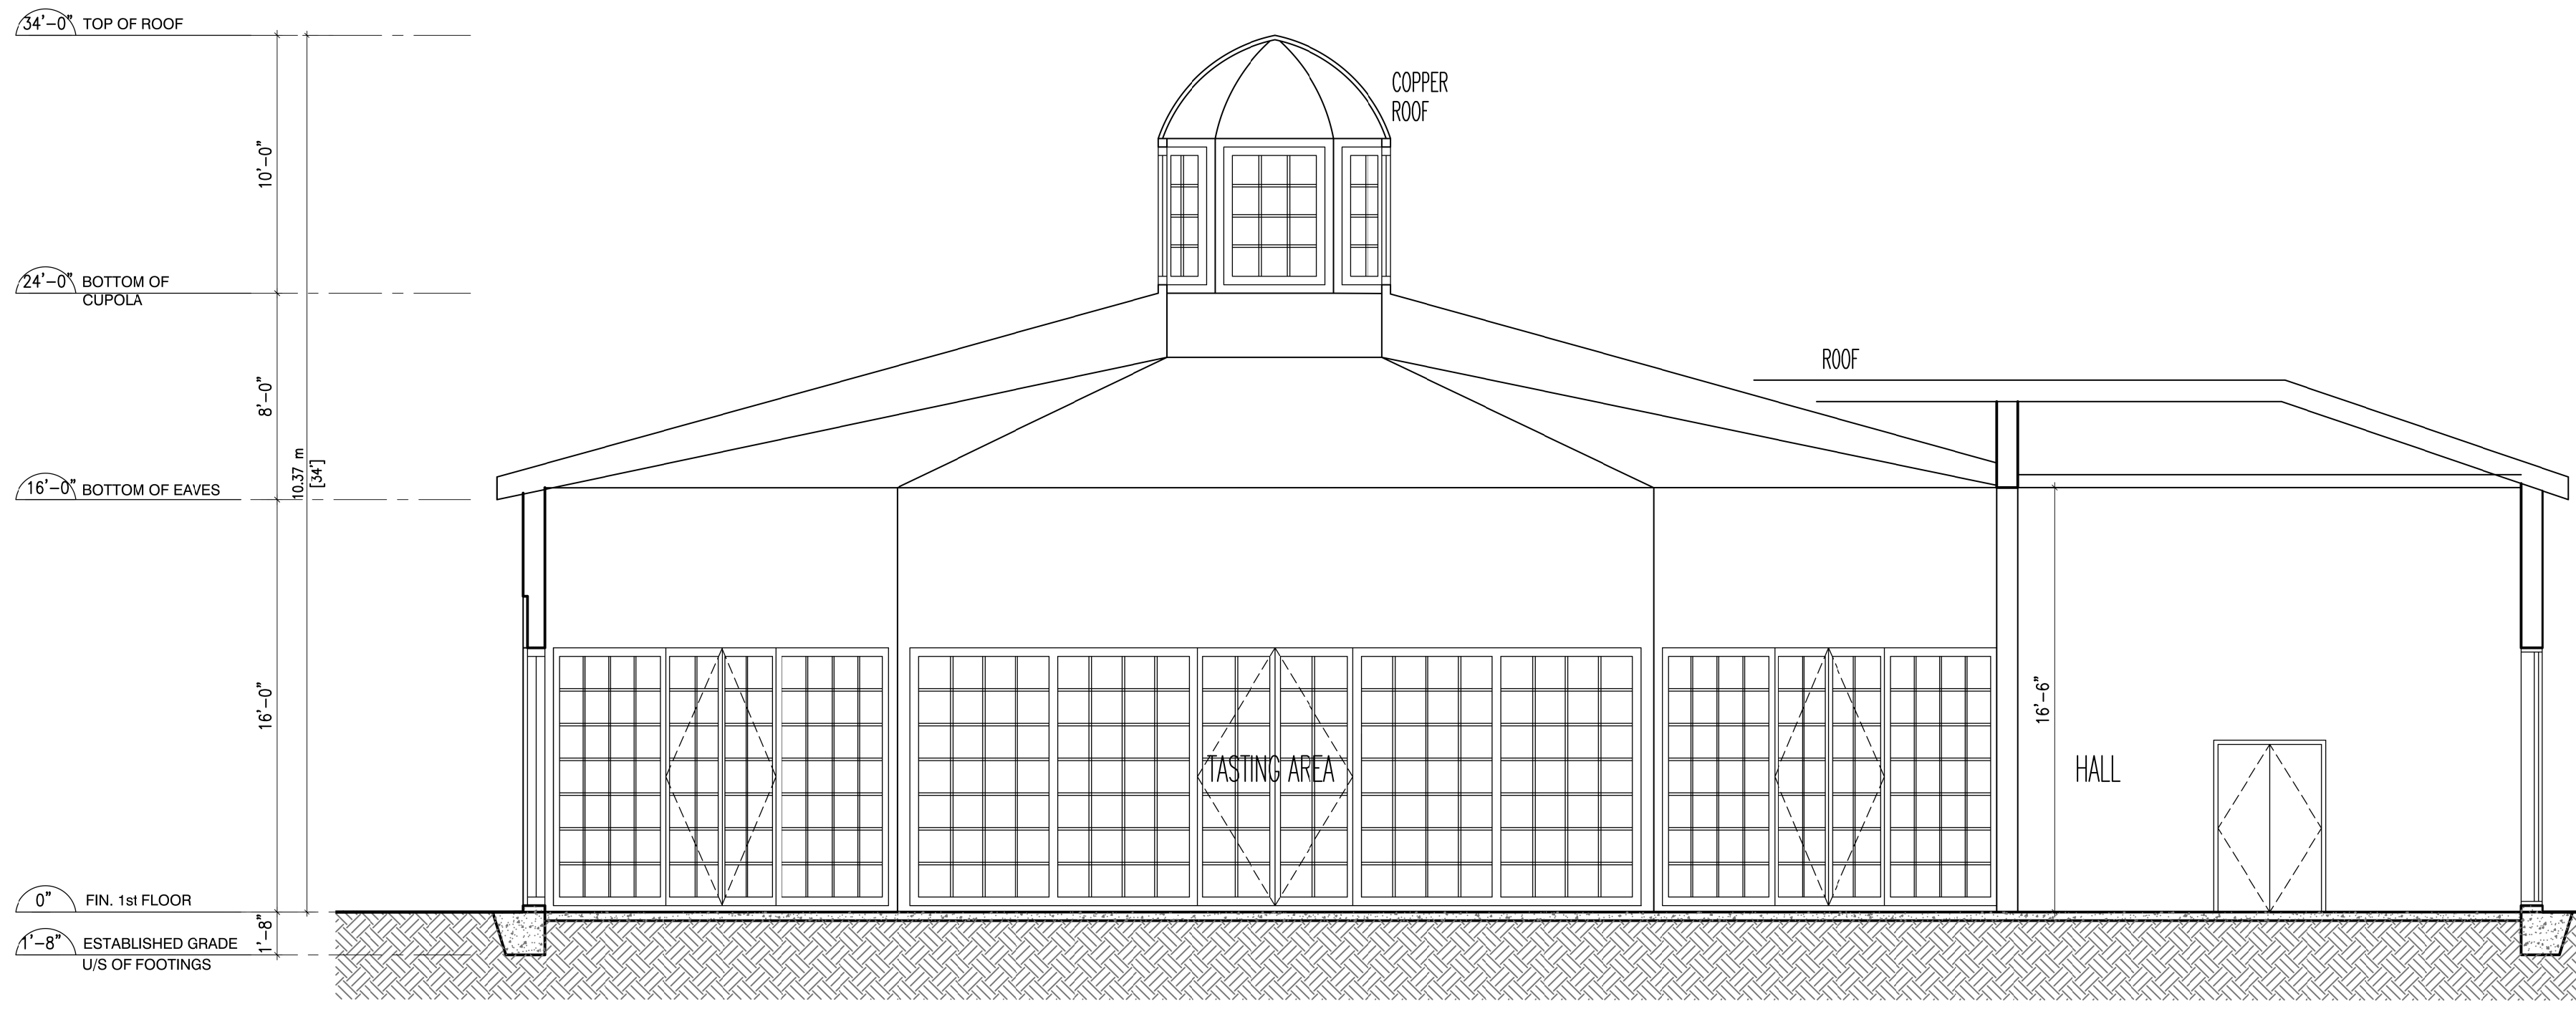 34'-0" TOP OF ROOF
COPPER
ROOF
10'-0"
24'-0" BOTTOM OF
CUPOLA
ROOF
8'-0"
10.37 m
[34']
16'-0" BOTTOM OF EAVES
16'-0"
16'-6"
TASTING AREA
HALL
0" FIN. 1st FLOOR
1'-8"
1'-8" ESTABLISHED GRADE
U/S OF FOOTINGS